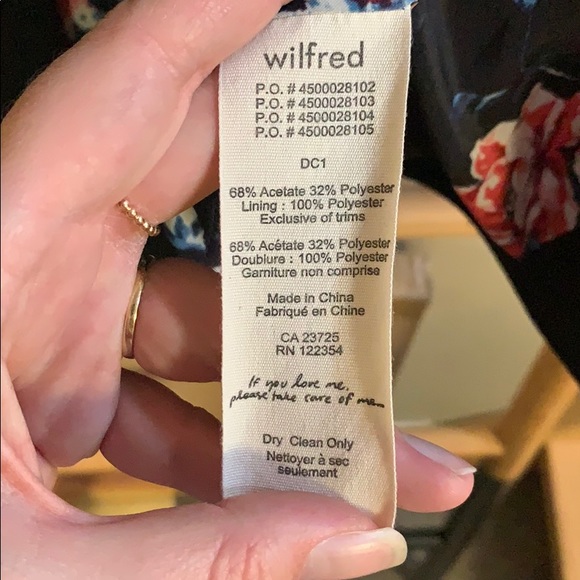 wilfred
P.O. # 4500028102
P.O. # 4500028103
P.O. # 4500028104
P.O. # 4500028105
DC1
68% Acetate 32% Polyester
Lining : 100% Polyester
Exclusive of trims
68% Acétate 32% Polyester
Doublure : 100% Polyester
Garniture non comprise
Made in China
Fabriqué en Chine
CA 23725
RN 122354
If you love me,
please take care of me...
Dry Clean Only
Nettoyer à sec
seulement